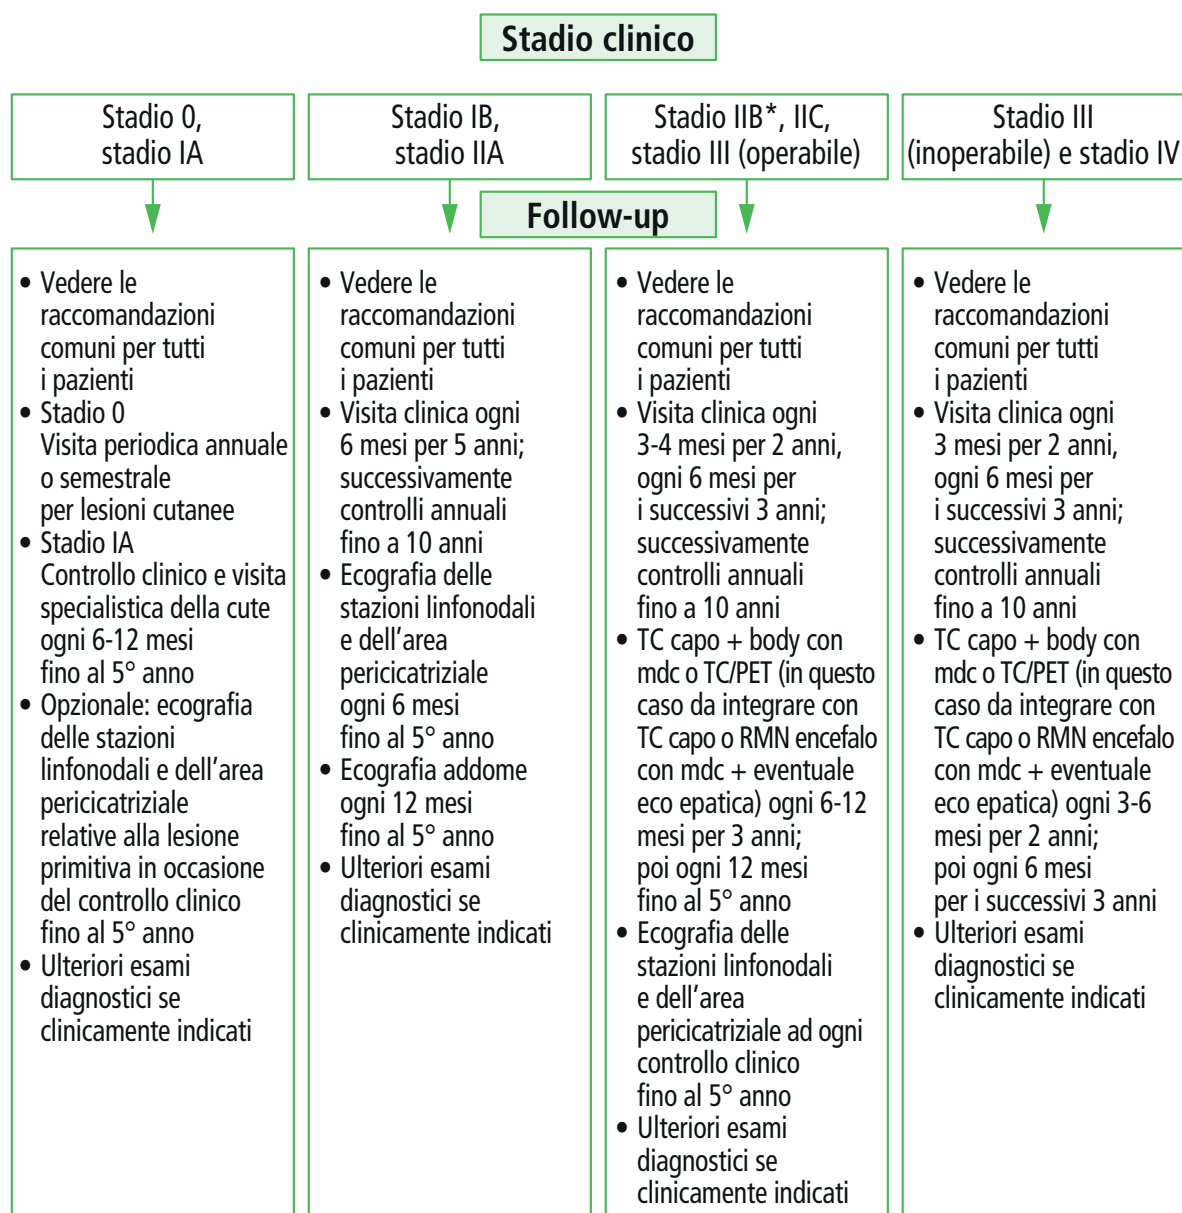 Stadio clinico
Stadio 0,
stadio IA
Stadio IB,
stadio IIA
Stadio IIB*, IIC,
stadio III (operabile)
Stadio III
(inoperabile) e stadio IV
Follow-up
• Vedere le
raccomandazioni
comuni per tutti
i pazienti
• Stadio 0
Visita periodica annuale
o semestrale
per lesioni cutanee
• Stadio IA
Controllo clinico e visita
specialistica della cute
ogni 6-12 mesi
fino al 5° anno
• Opzionale: ecografia
delle stazioni
linfonodali e dell'area
pericicatriziale
relative alla lesione
primitiva in occasione
del controllo clinico
fino al 5° anno
• Ulteriori esami
diagnostici se
clinicamente indicati
• Vedere le
raccomandazioni
comuni per tutti
i pazienti
• Visita clinica ogni
6 mesi per 5 anni;
successivamente
controlli annuali
fino a 10 anni
• Ecografia delle
stazioni linfonodali
e dell'area
pericicatriziale
ogni 6 mesi
fino al 5° anno
• Ecografia addome
ogni 12 mesi
fino al 5° anno
• Ulteriori esami
diagnostici se
clinicamente indicati
• Vedere le
raccomandazioni
comuni per tutti
i pazienti
• Visita clinica ogni
3-4 mesi per 2 anni,
ogni 6 mesi per
i successivi 3 anni;
successivamente
controlli annuali
fino a 10 anni
• TC capo + body con
mdc o TC/PET (in questo
caso da integrare con
TC capo o RMN encefalo
con mdc + eventuale
eco epatica) ogni 6-12
mesi per 3 anni;
poi ogni 12 mesi
fino al 5° anno
• Ecografia delle
stazioni linfonodali
e dell'area
pericicatriziale ad ogni
controllo clinico
fino al 5° anno
• Ulteriori esami
diagnostici se
clinicamente indicati
• Vedere le
raccomandazioni
comuni per tutti
i pazienti
• Visita clinica ogni
3 mesi per 2 anni,
ogni 6 mesi per
i successivi 3 anni;
successivamente
controlli annuali
fino a 10 anni
• TC capo + body con
mdc o TC/PET (in questo
caso da integrare con
TC capo o RMN encefalo
con mdc + eventuale
eco epatica) ogni 3-6
mesi per 2 anni;
poi ogni 6 mesi
per i successivi 3 anni
• Ulteriori esami
diagnostici se
clinicamente indicati